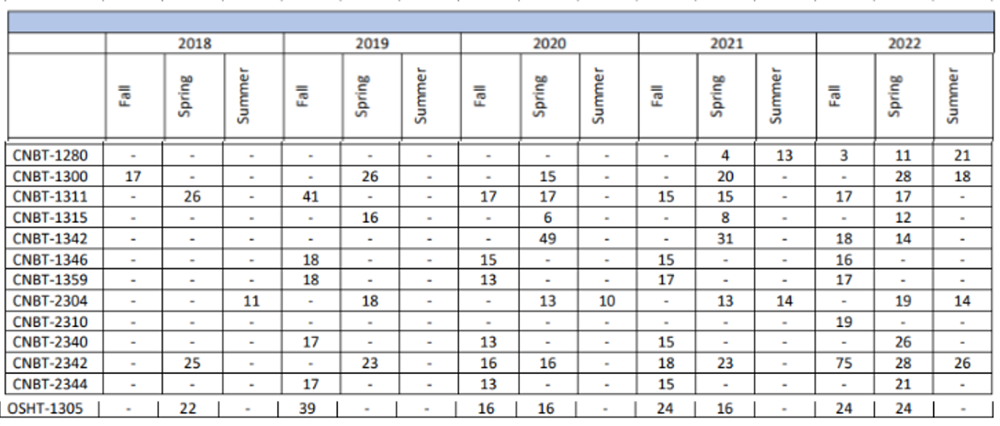 2018 2019 2020 2021 2022
Fall Spring Summer Fall Spring Summer Fall Spring Summer Fall Spring Summer Fall Spring Summer
CNBT-1280 - - - - - - - - - - 4 13 3 11 21
CNBT-1300 17 - - - 26 - - 15 - - 20 - - 28 18
CNBT-1311 - 26 - 41 - - 17 17 - 15 15 - 17 17 -
CNBT-1315 - - - - 16 - - 6 - - 8 - - 12 -
CNBT-1342 - - - - - - - 49 - - 31 - 18 14 -
CNBT-1346 - - - 18 - - 15 - - 15 - - 16 - -
CNBT-1359 - - - 18 - - 13 - - 17 - - 17 - -
CNBT-2304 - - 11 - 18 - - 13 10 - 13 14 - 19 14
CNBT-2310 - - - - - - - - - - - - 19 - -
CNBT-2340 - - - 17 - - 13 - - 15 - - - 26 -
CNBT-2342 - 25 - - 23 - 16 16 - 18 23 - 75 28 26
CNBT-2344 - - - 17 - - 13 - - 15 - - - 21 -
OSHT-1305 - 22 - 39 - - 16 16 - 24 16 - 24 24 -